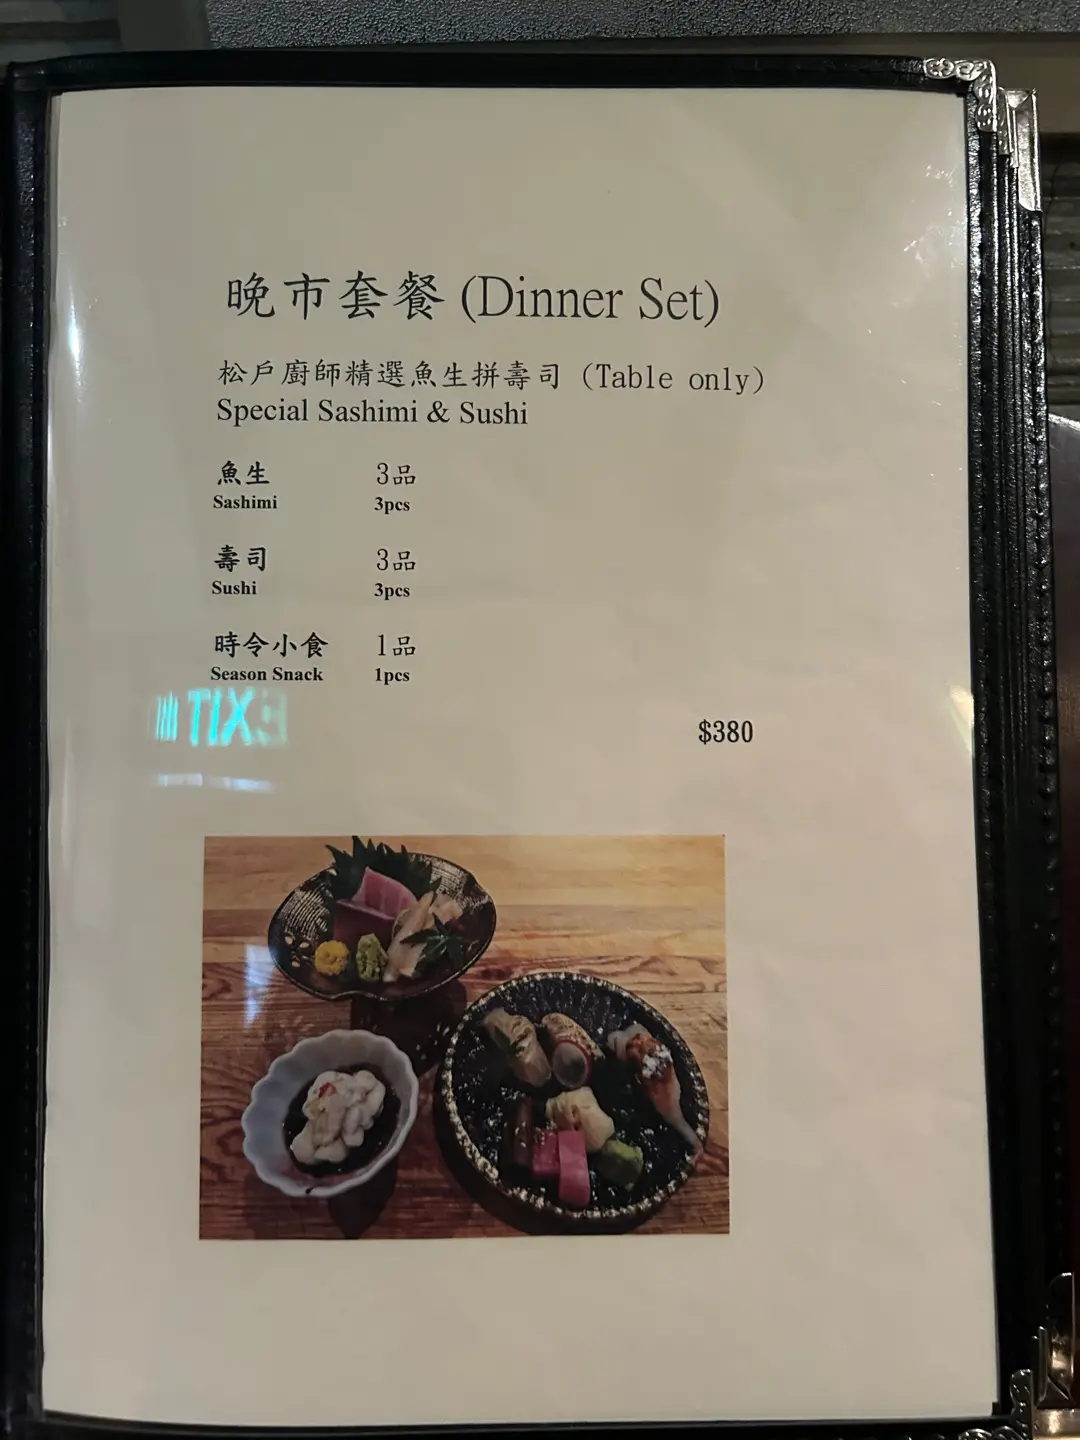 晚市套餐 (Dinner Set)
松戶廚師精選魚生拼壽司 (Table only)
Special Sashimi & Sushi
魚生 3品
Sashimi 3pcs
壽司 3品
Sushi 3pcs
時令小食 1品
Season Snack 1pcs
EXIT
$380